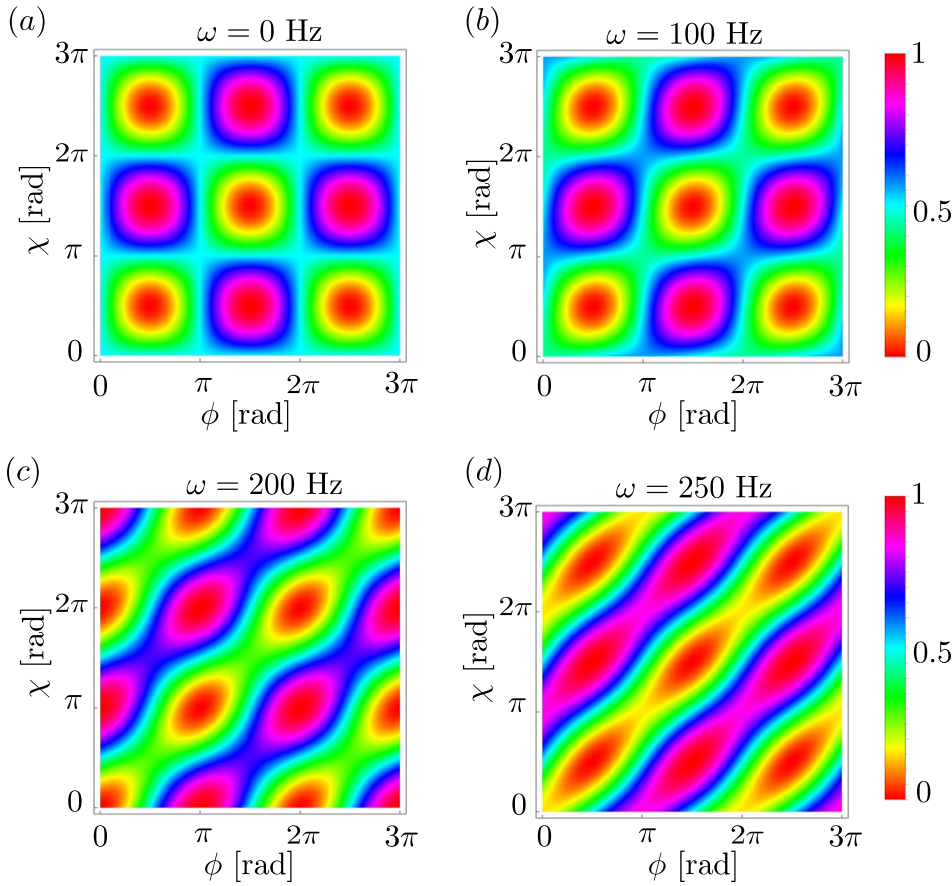 (a)
ω = 0 Hz
3π
2π
π
0
χ [rad]
0 π 2π 3π
ϕ [rad]
(b)
ω = 100 Hz
3π
2π
π
0
χ [rad]
0 π 2π 3π
ϕ [rad]
1
0.5
0
(c)
ω = 200 Hz
3π
2π
π
0
χ [rad]
0 π 2π 3π
ϕ [rad]
(d)
ω = 250 Hz
3π
2π
π
0
χ [rad]
0 π 2π 3π
ϕ [rad]
1
0.5
0